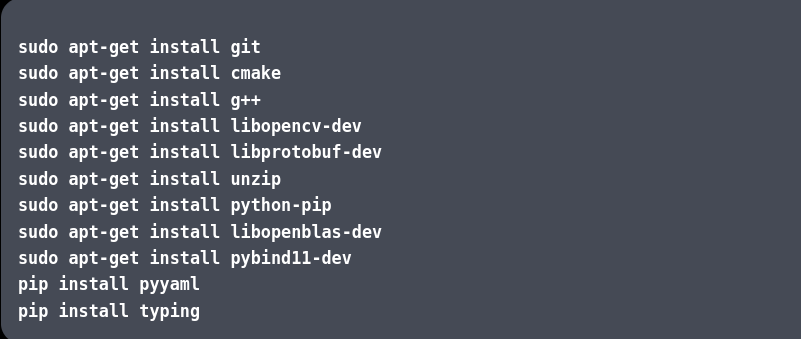 sudo apt-get install git
sudo apt-get install cmake
sudo apt-get install g++
sudo apt-get install libopencv-dev
sudo apt-get install libprotobuf-dev
sudo apt-get install unzip
sudo apt-get install python-pip
sudo apt-get install libopenblas-dev
sudo apt-get install pybind11-dev
pip install pyyaml
pip install typing